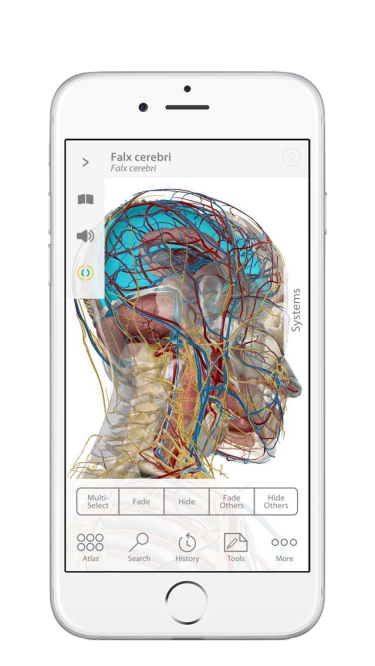 Falx cerebri
Falx cerebri
?
Systems
Multi-
Select
Fade
Hide
Fade
Others
Hide
Others
Atlas
Search
History
Tools
More